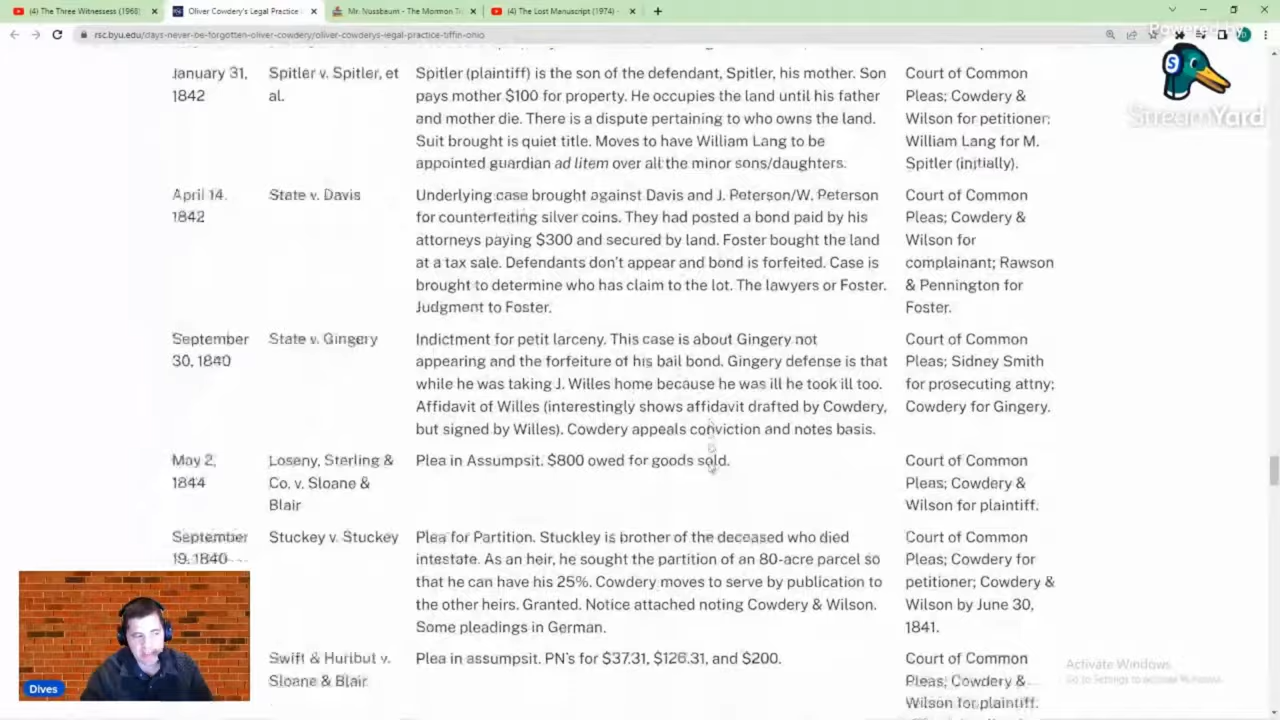 (4) The Three Witnesses (1968)
Oliver Cowdery's Legal Practice
Mr. Nussbaum - The Mormon Tr
(4) The Lost Manuscript (1974) -
rsc.byu.edu/days-never-be-forgotten-oliver-cowdery/oliver-cowderys-legal-practice-tiffin-ohio
Powered by
StreamYard
January 31,
1842
Spitler v. Spitler, et
al.
Spitler (plaintiff) is the son of the defendant, Spitler, his mother. Son
pays mother $100 for property. He occupies the land until his father
and mother die. There is a dispute pertaining to who owns the land.
Suit brought is quiet title. Moves to have William Lang to be
appointed guardian ad litem over all the minor sons/daughters.
Court of Common
Pleas; Cowdery &
Wilson for petitioner;
William Lang for M.
Spitler (initially).
April 14,
1842
State v. Davis
Underlying case brought against Davis and J. Peterson/W. Peterson
for counterfeiting silver coins. They had posted a bond paid by his
attorneys paying $300 and secured by land. Foster bought the land
at a tax sale. Defendants don't appear and bond is forfeited. Case is
brought to determine who has claim to the lot. The lawyers or Foster.
Judgment to Foster.
Court of Common
Pleas; Cowdery &
Wilson for
complainant; Rawson
& Pennington for
Foster.
September
30, 1840
State v. Gingery
Indictment for petit larceny. This case is about Gingery not
appearing and the forfeiture of his bail bond. Gingery defense is that
while he was taking J. Willes home because he was ill he took ill too.
Affidavit of Willes (interestingly shows affidavit drafted by Cowdery,
but signed by Willes). Cowdery appeals conviction and notes basis.
Court of Common
Pleas; Sidney Smith
for prosecuting attny;
Cowdery for Gingery.
May 2,
1844
Loseny, Sterling &
Co. v. Sloane &
Blair
Plea in Assumpsit. $800 owed for goods sold.
Court of Common
Pleas; Cowdery &
Wilson for plaintiff.
September
19, 1840
Stuckey v. Stuckey
Plea for Partition. Stuckley is brother of the deceased who died
intestate. As an heir, he sought the partition of an 80-acre parcel so
that he can have his 25%. Cowdery moves to serve by publication to
the other heirs. Granted. Notice attached noting Cowdery & Wilson.
Some pleadings in German.
Court of Common
Pleas; Cowdery for
petitioner; Cowdery &
Wilson by June 30,
1841.
Swift & Hurlbut v.
Sloane & Blair
Plea in assumpsit. PN's for $37.31, $126.31, and 200.
Court of Common
Pleas; Cowdery &
Wilson for plaintiff.
Dives
Activate Windows
Go to Settings to activate Windows.